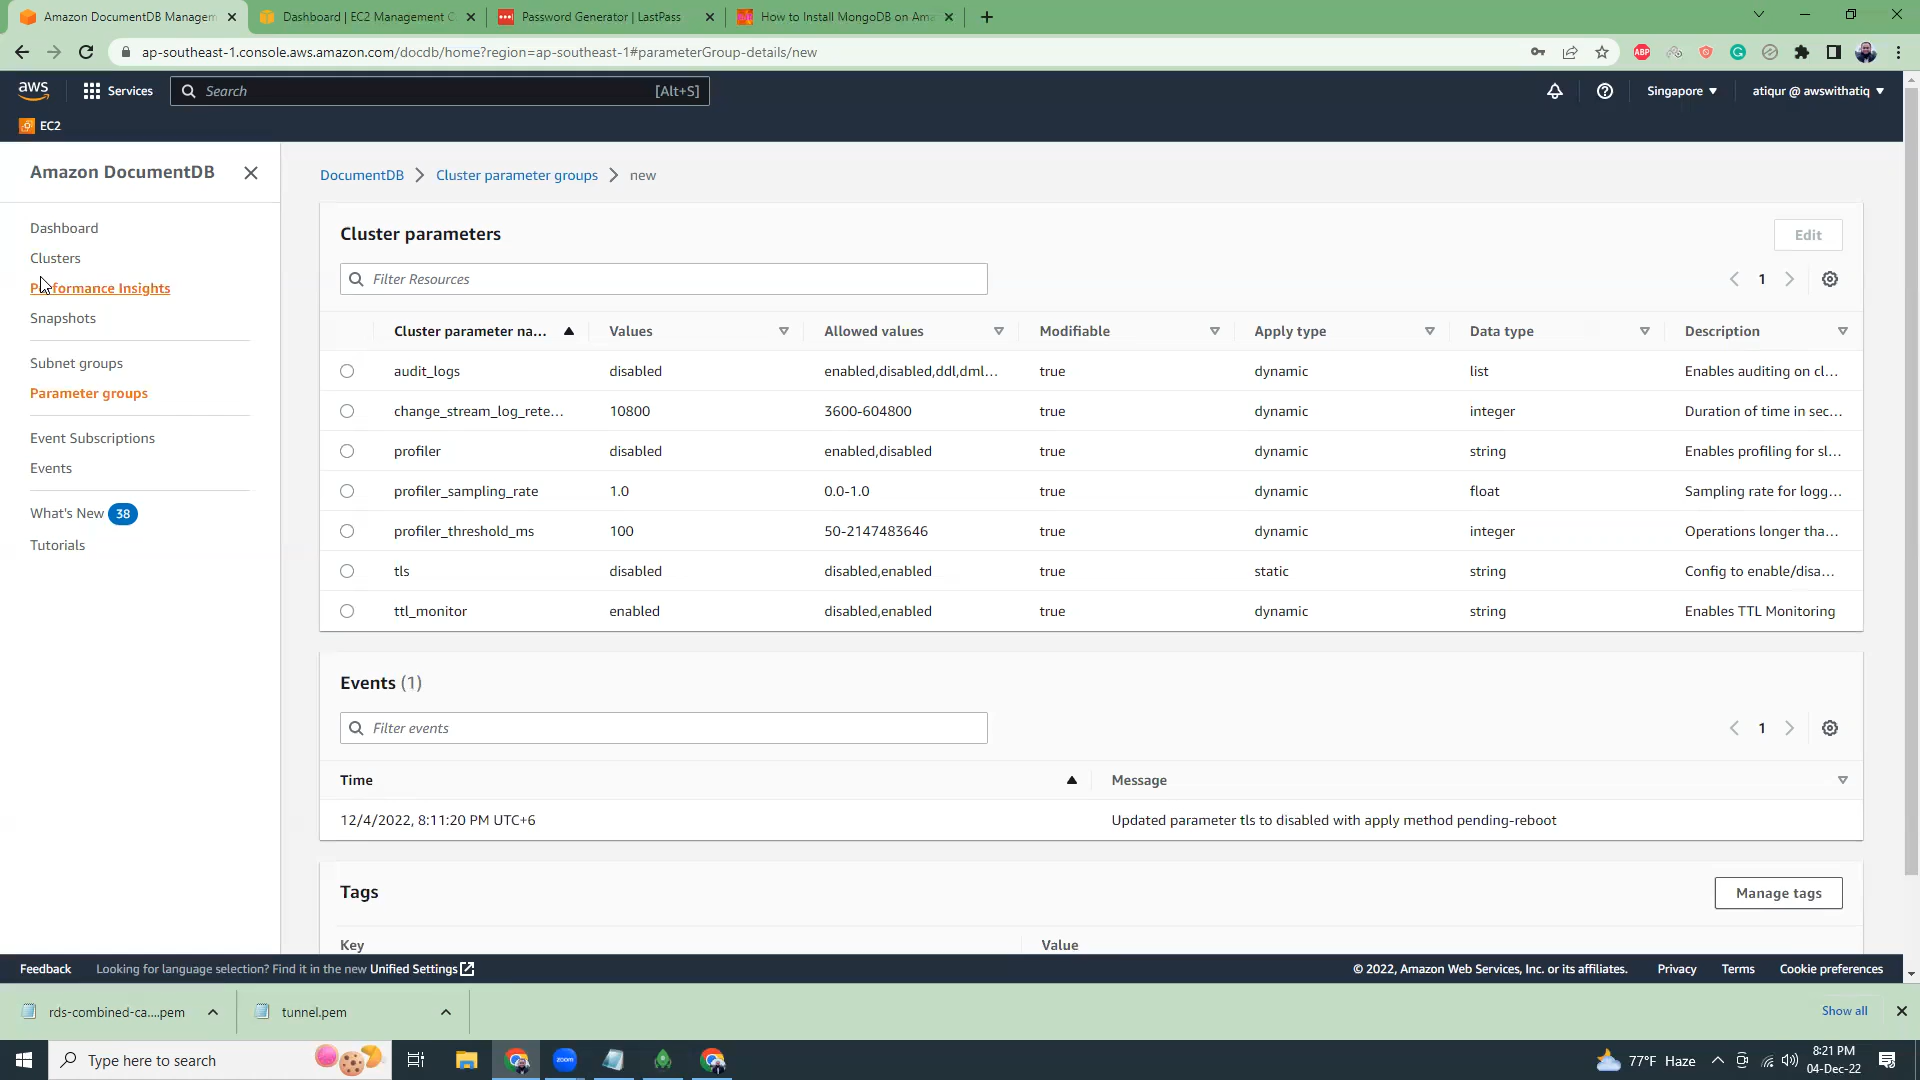 Amazon DocumentDB Managem
Dashboard | EC2 Management C
Password Generator | LastPass
How to Install MongoDB on Ama
ap-southeast-1.console.aws.amazon.com/docdb/home?region=ap-southeast-1#parameterGroup-details/new
ABP
aws
Services
Search
[Alt+S]
Singapore
atiqur @ awswithatiq
EC2
Amazon DocumentDB
Dashboard
Clusters
Performance Insights
Snapshots
Subnet groups
Parameter groups
Event Subscriptions
Events
What's New 38
Tutorials
DocumentDB > Cluster parameter groups > new
Cluster parameters
Edit
Filter Resources
1
Cluster parameter na... Values Allowed values Modifiable Apply type Data type Description
audit_logs disabled enabled,disabled,ddl,dml... true dynamic list Enables auditing on cl...
change_stream_log_rete... 10800 3600-604800 true dynamic integer Duration of time in sec...
profiler disabled enabled,disabled true dynamic string Enables profiling for sl...
profiler_sampling_rate 1.0 0.0-1.0 true dynamic float Sampling rate for logg...
profiler_threshold_ms 100 50-2147483646 true dynamic integer Operations longer tha...
tls disabled disabled,enabled true static string Config to enable/disa...
ttl_monitor enabled disabled,enabled true dynamic string Enables TTL Monitoring
Events (1)
Filter events
1
Time Message
12/4/2022, 8:11:20 PM UTC+6 Updated parameter tls to disabled with apply method pending-reboot
Tags
Manage tags
Key Value
Feedback Looking for language selection? Find it in the new Unified Settings
© 2022, Amazon Web Services, Inc. or its affiliates. Privacy Terms Cookie preferences
rds-combined-ca....pem
tunnel.pem
Show all
Type here to search
zoom
77°F Haze
8:21 PM
04-Dec-22